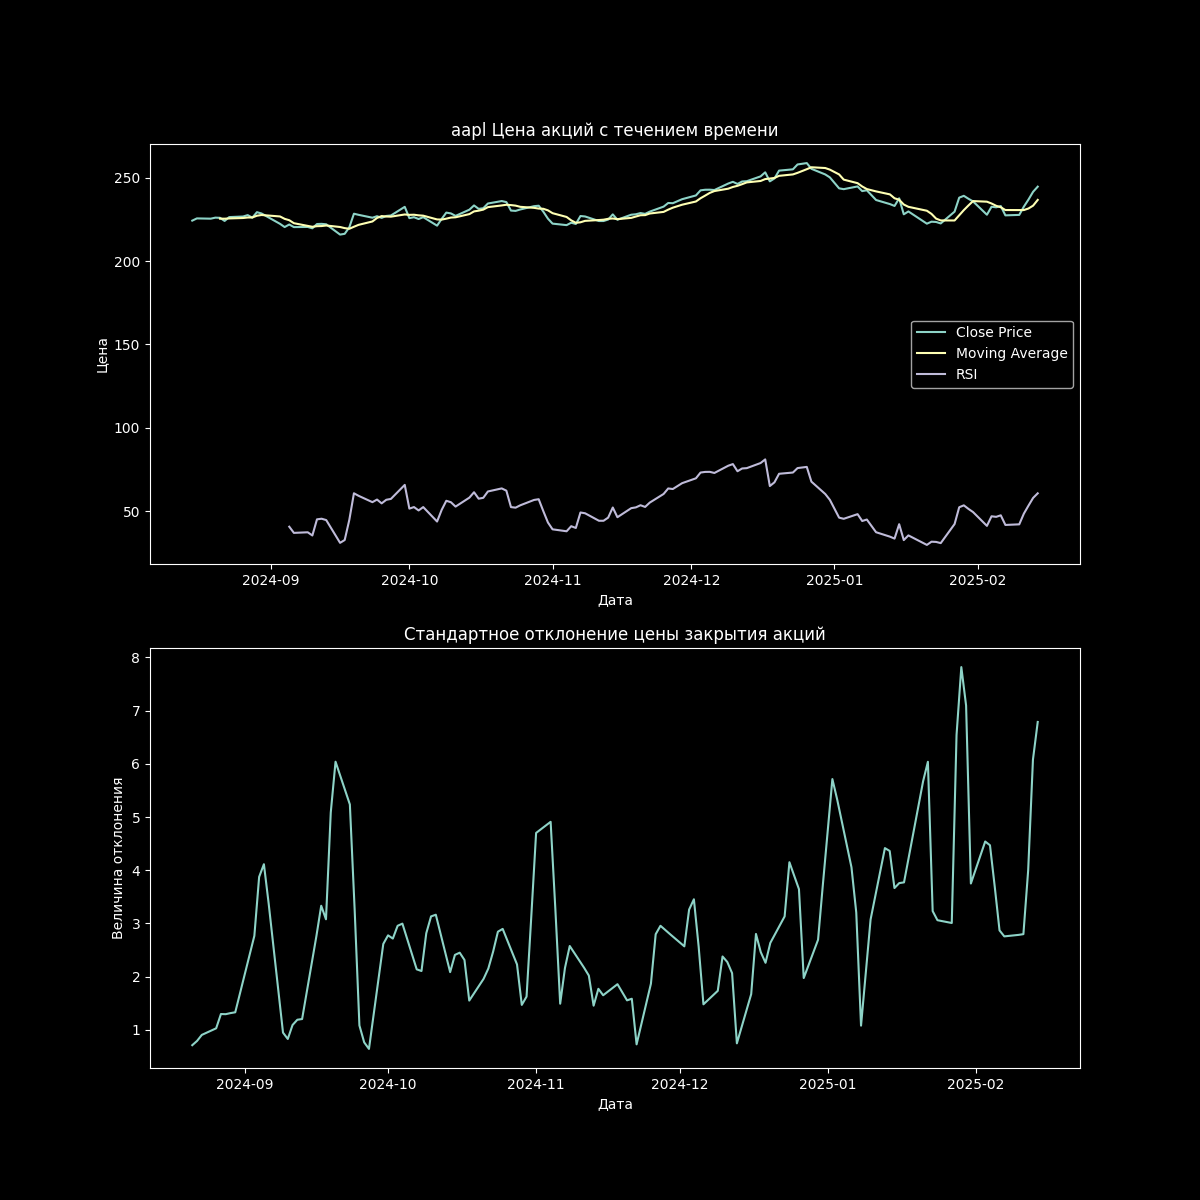 aapl Цена акций с течением времени
250
200
150
100
50
Цена
Close Price
Moving Average
RSI
2024-09 2024-10 2024-11 2024-12 2025-01 2025-02
Дата
Стандартное отклонение цены закрытия акций
8
7
6
5
4
3
2
1
Величина отклонения
2024-09 2024-10 2024-11 2024-12 2025-01 2025-02
Дата